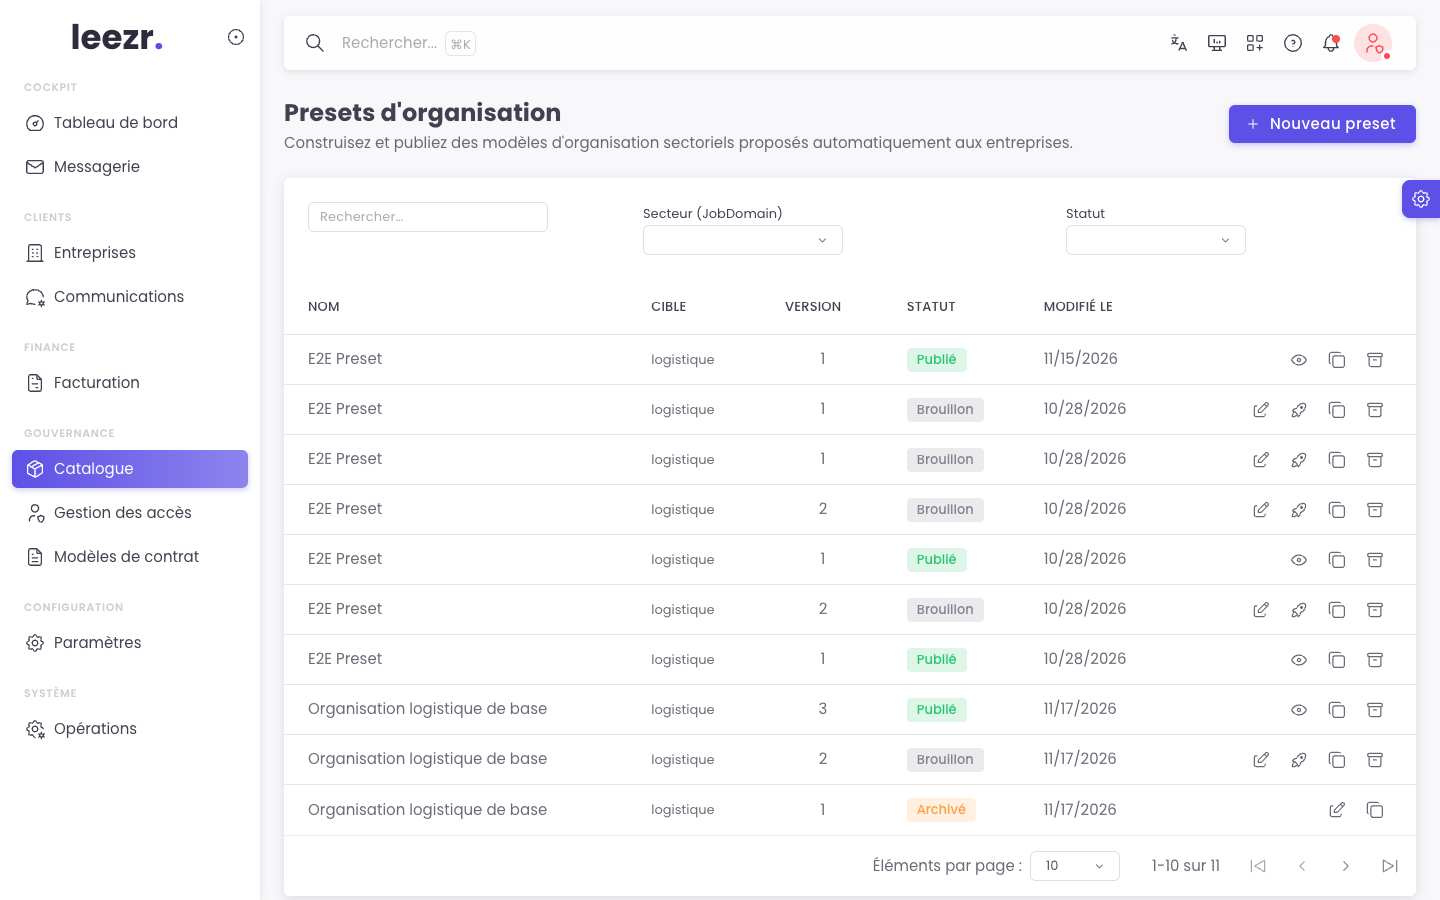 leezr.
COCKPIT
Tableau de bord
Messagerie
CLIENTS
Entreprises
Communications
FINANCE
Facturation
GOUVERNANCE
Catalogue
Gestion des accès
Modèles de contrat
CONFIGURATION
Paramètres
SYSTÈME
Opérations
Rechercher... ⌘K
Presets d'organisation
Construisez et publiez des modèles d'organisation sectoriels proposés automatiquement aux entreprises.
+ Nouveau preset
Rechercher...
Secteur (JobDomain)
Statut
NOM CIBLE VERSION STATUT MODIFIÉ LE
E2E Preset logistique 1 Publié 11/15/2026
E2E Preset logistique 1 Brouillon 10/28/2026
E2E Preset logistique 1 Brouillon 10/28/2026
E2E Preset logistique 2 Brouillon 10/28/2026
E2E Preset logistique 1 Publié 10/28/2026
E2E Preset logistique 2 Brouillon 10/28/2026
E2E Preset logistique 1 Publié 10/28/2026
Organisation logistique de base logistique 3 Publié 11/17/2026
Organisation logistique de base logistique 2 Brouillon 11/17/2026
Organisation logistique de base logistique 1 Archivé 11/17/2026
Éléments par page : 10 1-10 sur 11